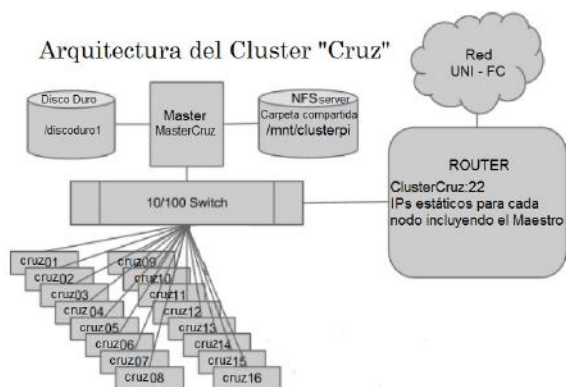 Arquitectura del Cluster "Cruz"
Red
UNI - FC
Disco Duro
/discoduro1
Master
MasterCruz
NFSserver
Carpeta compartida
/mnt/clusterpi
ROUTER
ClusterCruz:22
IPs estáticos para cada
nodo incluyendo el Maestro
10/100 Switch
cruz01
cruz02
cruz03
cruz04
cruz05
cruz06
cruz07
cruz08
cruz09
cruz10
cruz11
cruz12
cruz13
cruz14
cruz15
cruz16